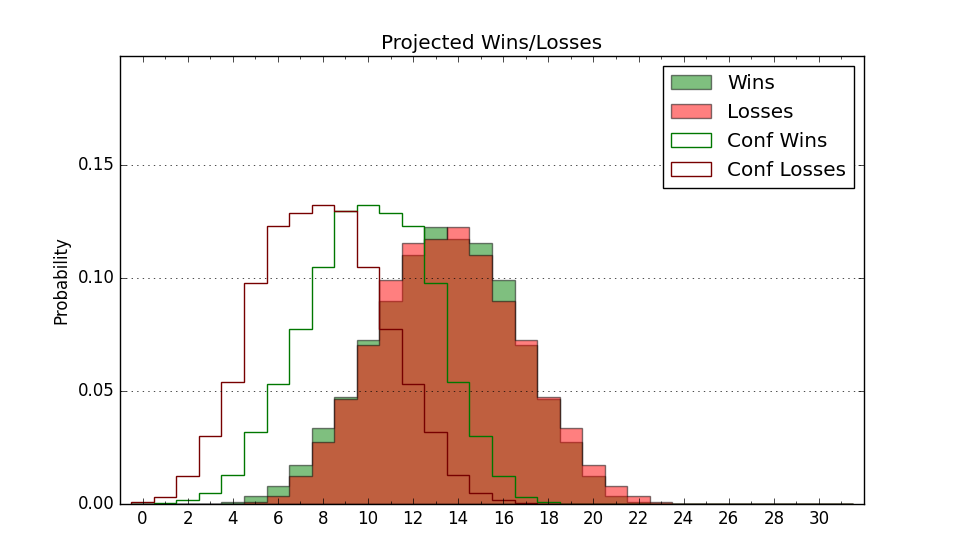 Projected Wins/Losses
Wins
Losses
Conf Wins
Conf Losses
Probability
0.15
0.10
0.05
0.00
0 2 4 6 8 10 12 14 16 18 20 22 24 26 28 30